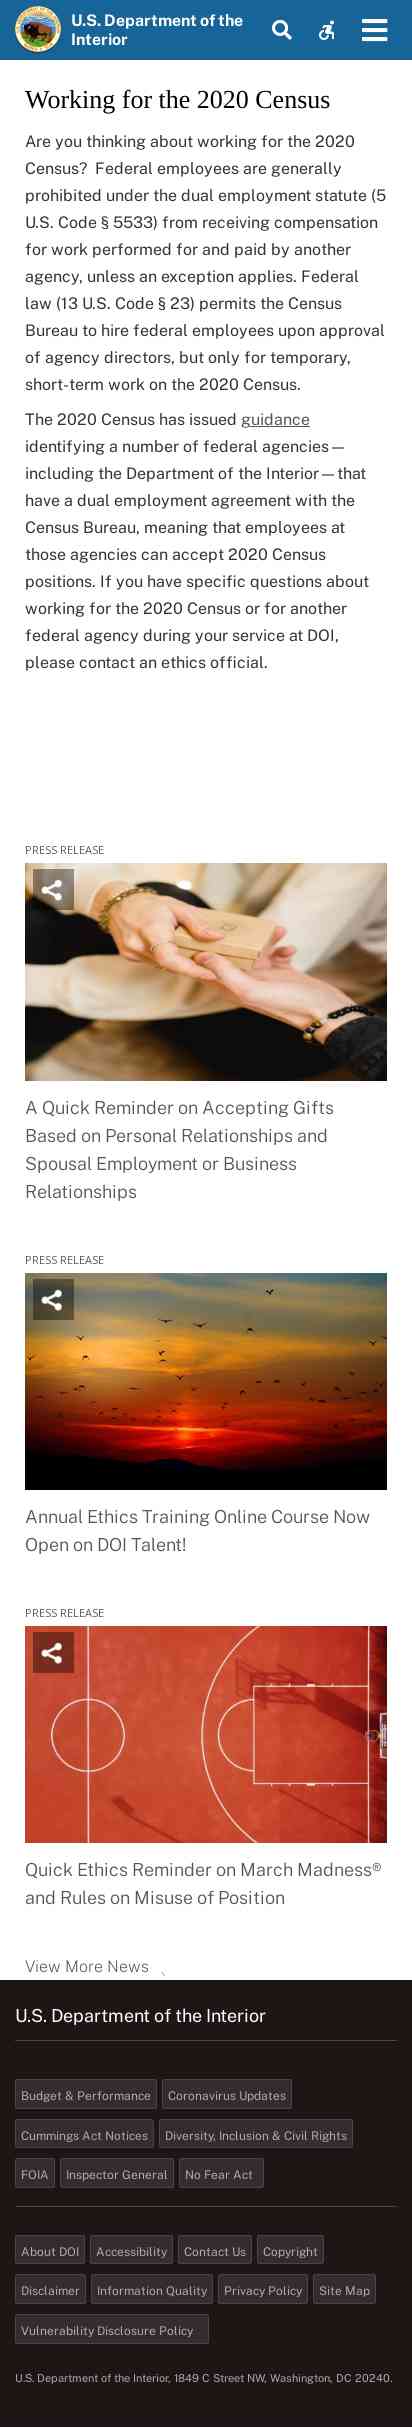 U.S. Department of the
Interior
Working for the 2020 Census
Are you thinking about working for the 2020
Census?  Federal employees are generally
prohibited under the dual employment statute (5
U.S. Code § 5533) from receiving compensation
for work performed for and paid by another
agency, unless an exception applies. Federal
law (13 U.S. Code § 23) permits the Census
Bureau to hire federal employees upon approval
of agency directors, but only for temporary,
short-term work on the 2020 Census.
The 2020 Census has issued guidance
identifying a number of federal agencies—
including the Department of the Interior—that
have a dual employment agreement with the
Census Bureau, meaning that employees at
those agencies can accept 2020 Census
positions. If you have specific questions about
working for the 2020 Census or for another
federal agency during your service at DOI,
please contact an ethics official.
PRESS RELEASE
A Quick Reminder on Accepting Gifts
Based on Personal Relationships and
Spousal Employment or Business
Relationships
PRESS RELEASE
Annual Ethics Training Online Course Now
Open on DOI Talent!
PRESS RELEASE
Quick Ethics Reminder on March Madness®
and Rules on Misuse of Position
View More News
U.S. Department of the Interior
Budget & Performance Coronavirus Updates
Cummings Act Notices Diversity, Inclusion & Civil Rights
FOIA Inspector General No Fear Act
About DOI Accessibility Contact Us Copyright
Disclaimer Information Quality Privacy Policy Site Map
Vulnerability Disclosure Policy
U.S. Department of the Interior, 1849 C Street NW, Washington, DC 20240.